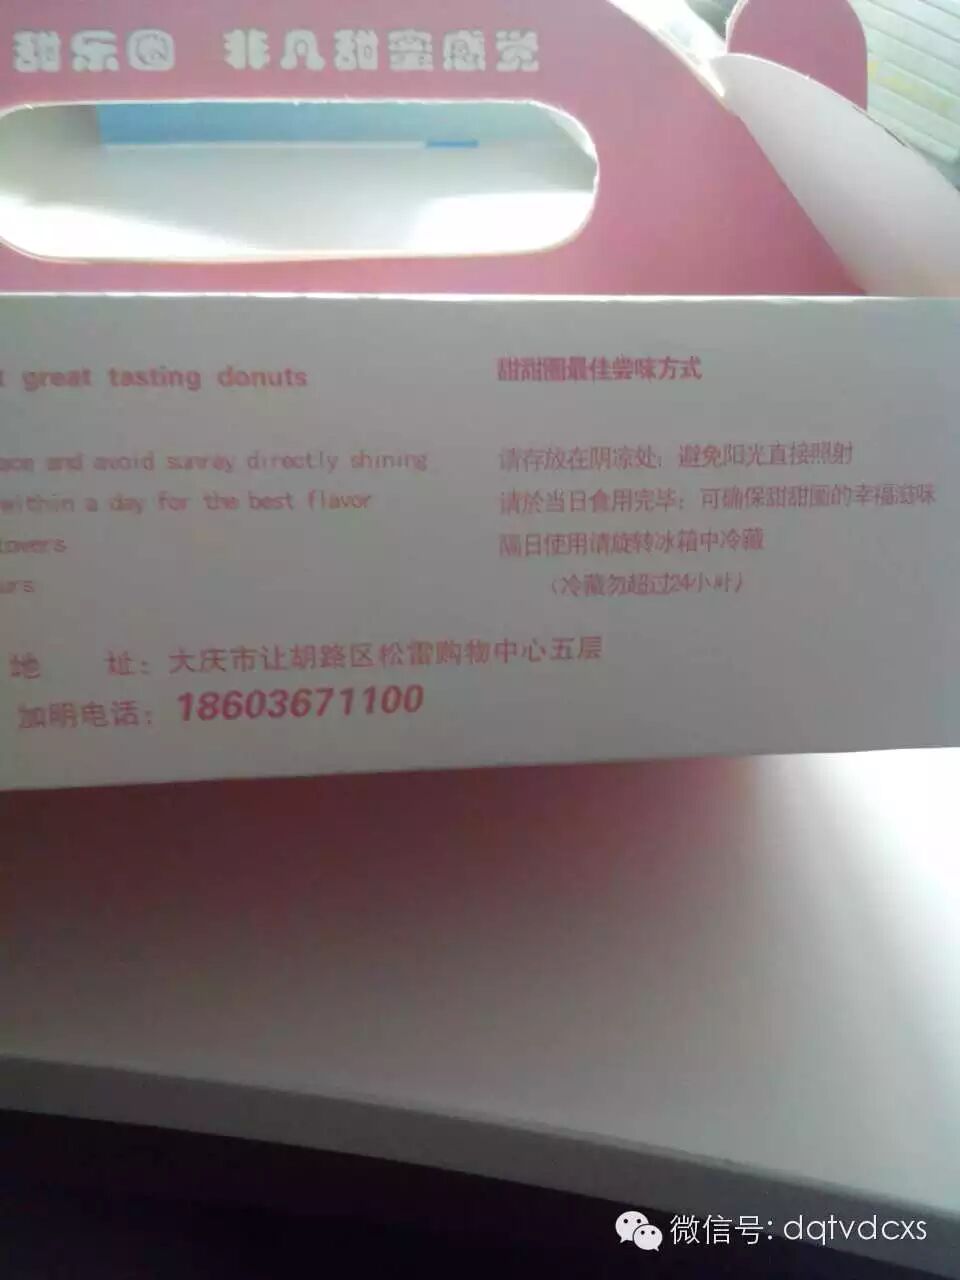 甜乐圈 非凡甜蜜感觉
great tasting donuts
and avoid sunray directly shining
within a day for the best flavor
甜甜圈最佳尝味方式
请存放在阴凉处；避免阳光直接照射
请於当日食用完毕；可确保甜甜圈的幸福滋味
隔日使用请旋转冰箱中冷藏
（冷藏勿超过24小时）
地 址：大庆市让胡路区松雷购物中心五层
加明电话：18603671100
微信号: dqtvdcxs